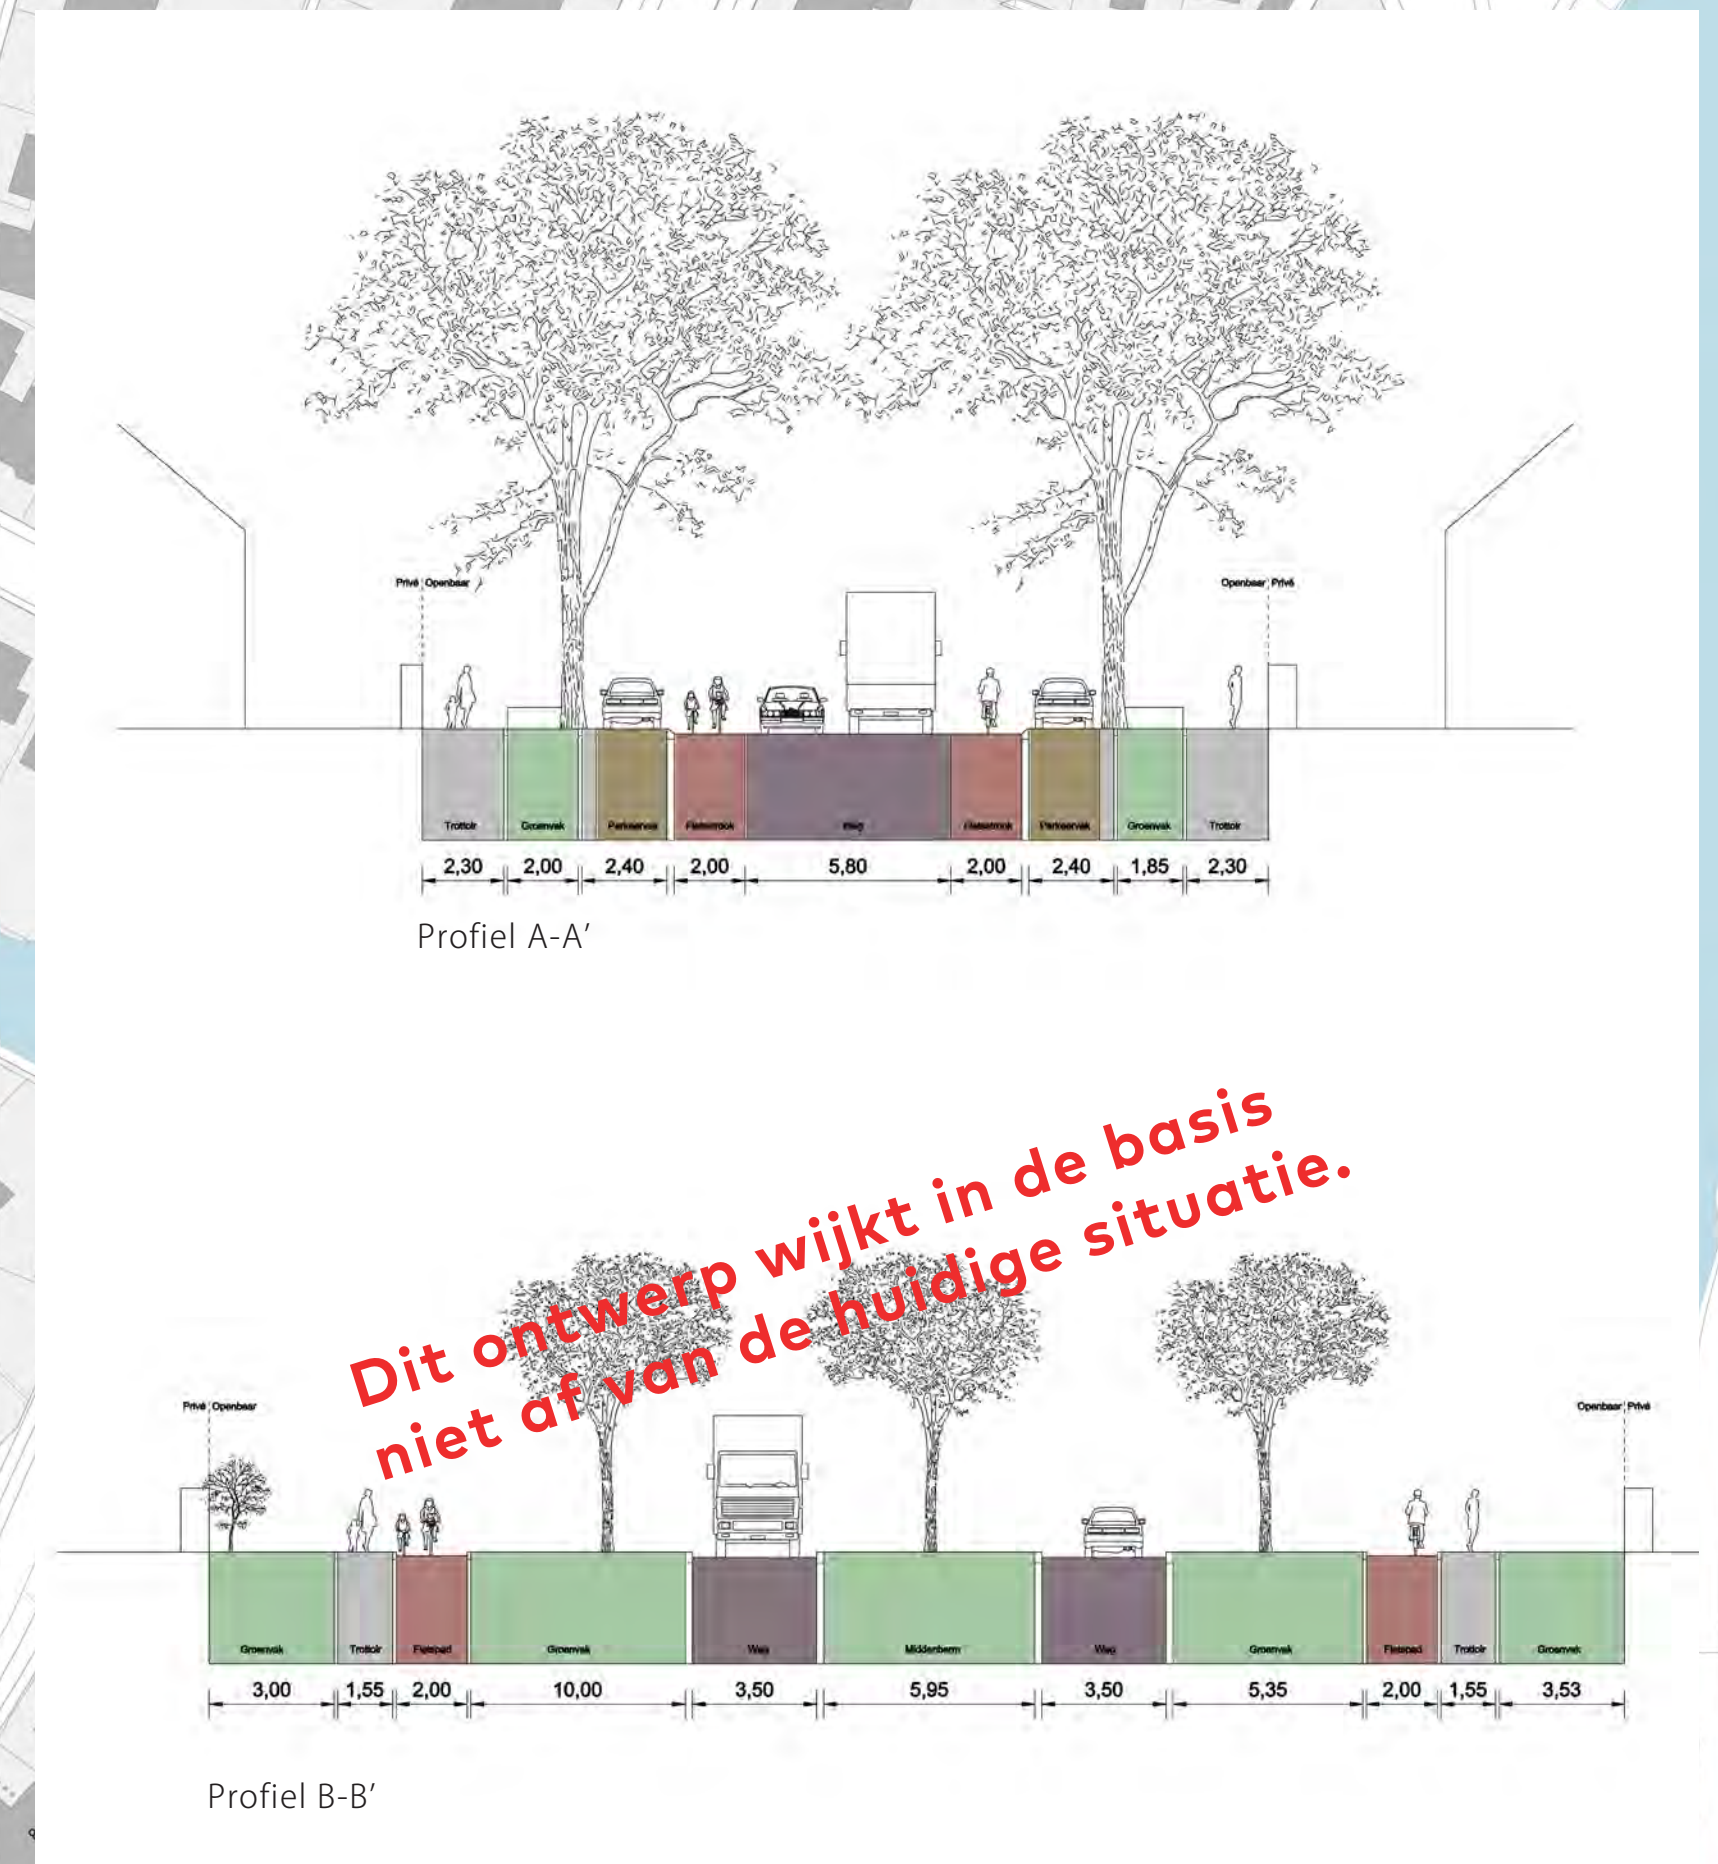 Privé Openbaar
Openbaar Privé
Trottoir Groenvak Parkeervak Fietsstrook Weg Fietsstrook Parkeervak Groenvak Trottoir
2,30 2,00 2,40 2,00 5,80 2,00 2,40 1,85 2,30
Profiel A-A’
Dit ontwerp wijkt in de basis
niet af van de huidige situatie.
Privé Openbaar
Openbaar Privé
Groenvak Trottoir Fietspad Groenvak Weg Middenberm Weg Groenvak Fietspad Trottoir Groenvak
3,00 1,55 2,00 10,00 3,50 5,95 3,50 5,35 2,00 1,55 3,53
Profiel B-B’